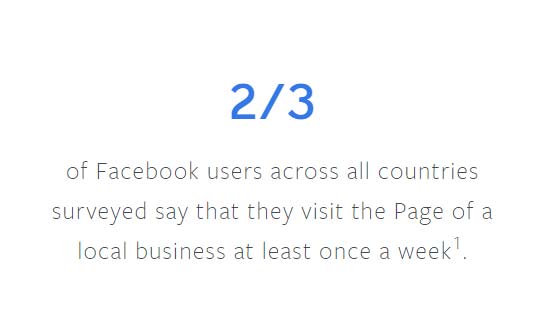 2/3
of Facebook users across all countries
surveyed say that they visit the Page of a
local business at least once a week¹.